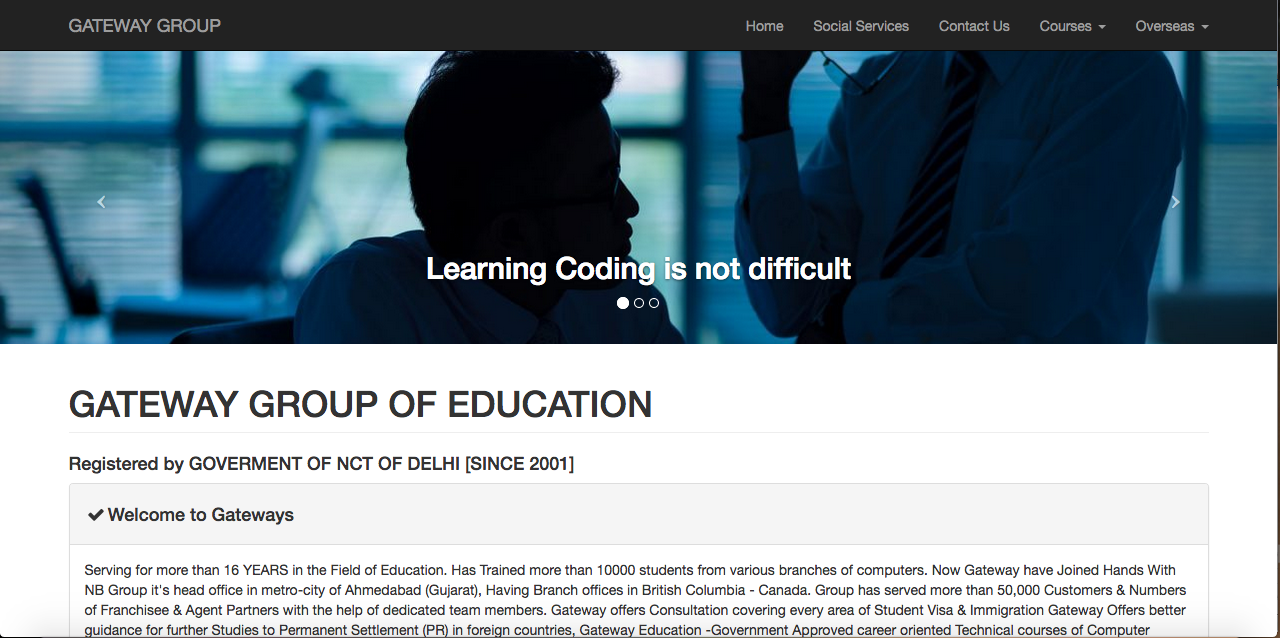 GATEWAY GROUP
Home Social Services Contact Us Courses Overseas
Learning Coding is not difficult
GATEWAY GROUP OF EDUCATION
Registered by GOVERMENT OF NCT OF DELHI [SINCE 2001]
Welcome to Gateways
Serving for more than 16 YEARS in the Field of Education. Has Trained more than 10000 students from various branches of computers. Now Gateway have Joined Hands With
NB Group it's head office in metro-city of Ahmedabad (Gujarat), Having Branch offices in British Columbia - Canada. Group has served more than 50,000 Customers & Numbers
of Franchisee & Agent Partners with the help of dedicated team members. Gateway offers Consultation covering every area of Student Visa & Immigration Gateway Offers better
guidance for further Studies to Permanent Settlement (PR) in foreign countries, Gateway Education -Government Approved career oriented Technical courses of Computer